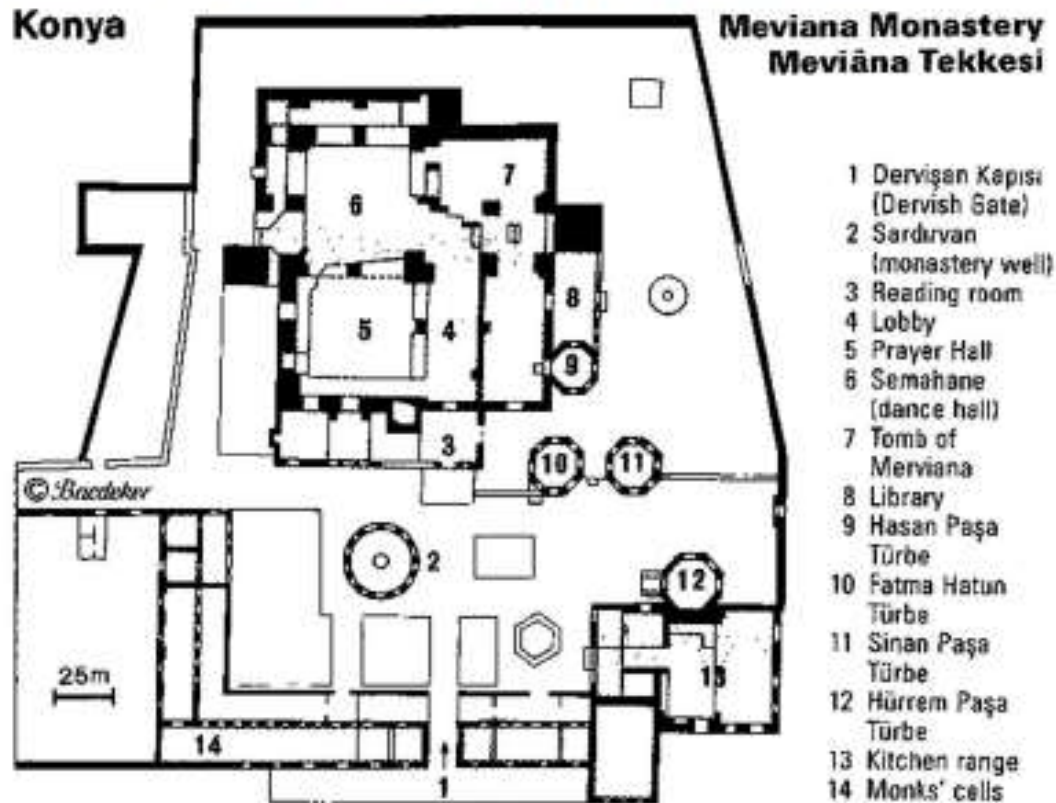 Konya
Meviana Monastery
Meviâna Tekkesi
1 Dervişan Kapısı
(Dervish Gate)
2 Sardırvan
(monastery well)
3 Reading room
4 Lobby
5 Prayer Hall
6 Semahane
(dance hall)
7 Tomb of
Merviana
8 Library
9 Hasan Paşa
Türbe
10 Fatma Hatun
Türbe
11 Sinan Paşa
Türbe
12 Hürrem Paşa
Türbe
13 Kitchen range
14 Monks' cells
7
6
8
5
4
9
3
10
11
© Baedeker
2
12
25m
13
14
1